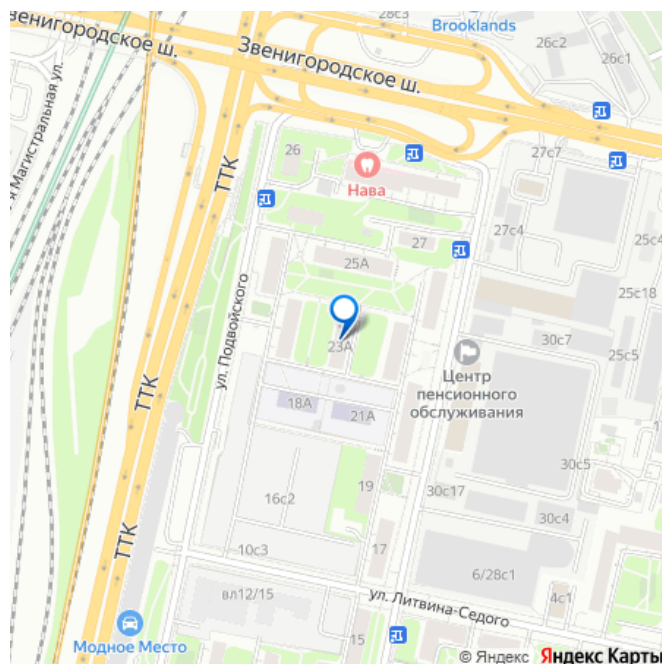 28с3
Brooklands
венигородское ш.
Звенигородское ш.
26с2
26с1
я Магистральная ул.
ТТК
26
Нава
27с7
27с4
27
25с4
25А
25с18
ул. Подвойского
23А
30с7
25с5
Центр
пенсионного
обслуживания
18А
21А
ТТК
30с5
19
30с17
16с2
30с4
ТТК
10с3
17
6/28с1
вл12/15
ул. Литвина-Седого
4с1
Модное Место
© Яндекс Яндекс Карты